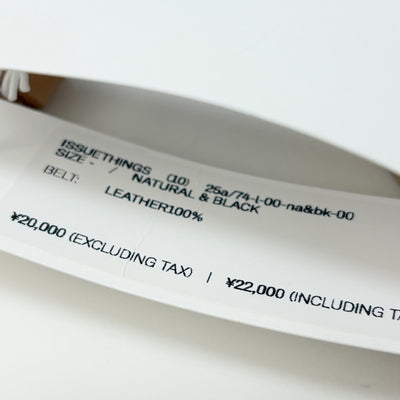 ISSUETHINGS (10) 25a/74-l-00-na&bk-00
SIZE - / NATURAL & BLACK
BELT: LEATHER100%
¥20,000 (EXCLUDING TAX) / ¥22,000 (INCLUDING